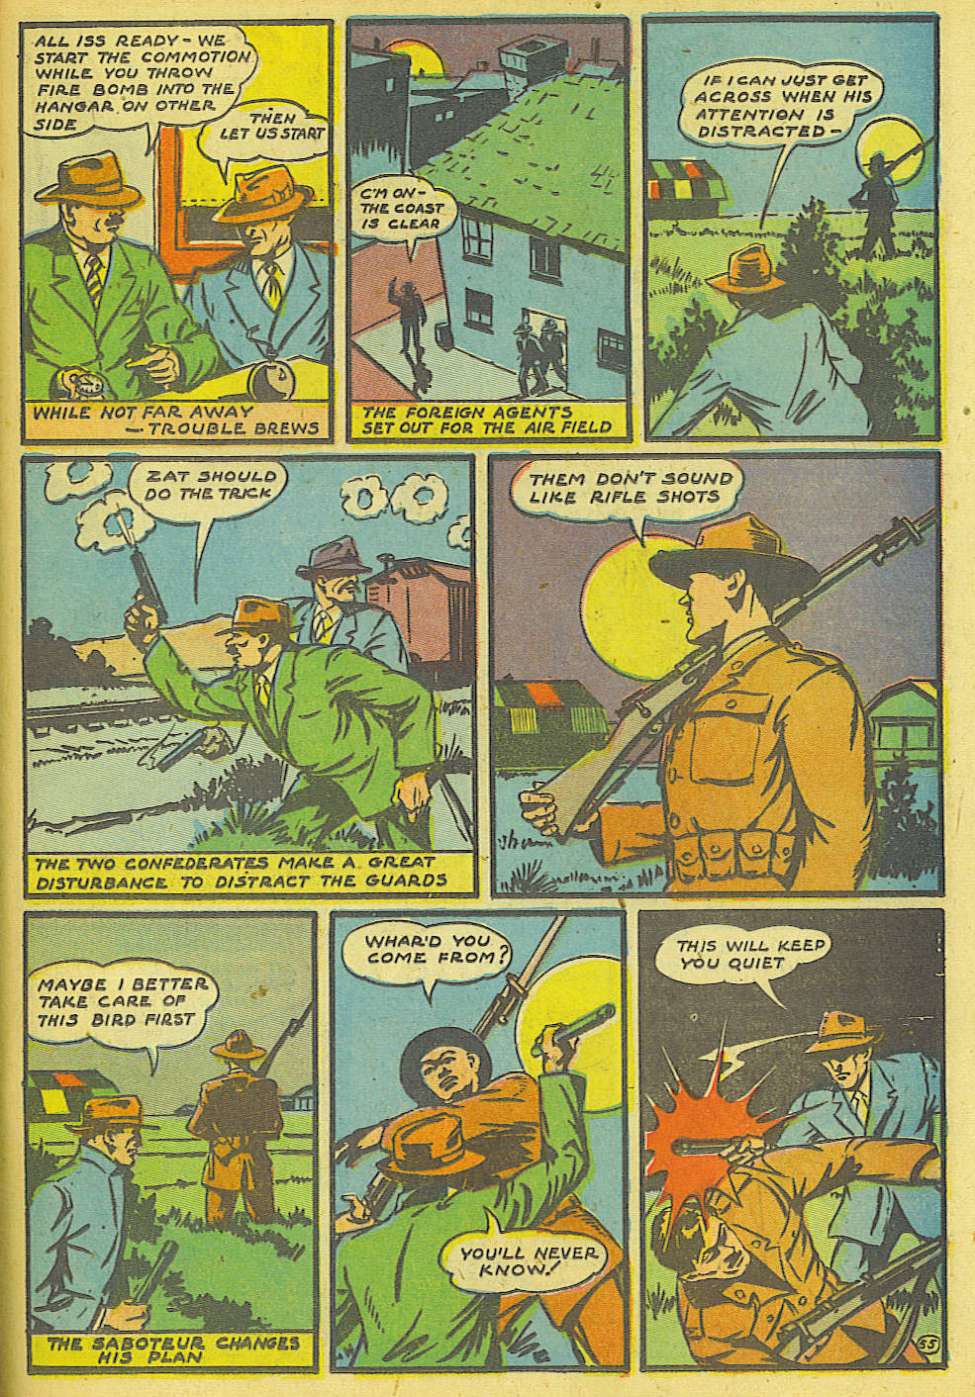 ALL ISS READY - WE
START THE COMMOTION
WHILE YOU THROW
FIRE BOMB INTO THE
HANGAR ON OTHER
SIDE
THEN
LET US START
WHILE NOT FAR AWAY
- TROUBLE BREWS
C'M ON -
THE COAST
IS CLEAR
THE FOREIGN AGENTS
SET OUT FOR THE AIR FIELD
IF I CAN JUST GET
ACROSS WHEN HIS
ATTENTION IS
DISTRACTED -
ZAT SHOULD
DO THE TRICK
THE TWO CONFEDERATES MAKE A GREAT
DISTURBANCE TO DISTRACT THE GUARDS
THEM DON'T SOUND
LIKE RIFLE SHOTS
MAYBE I BETTER
TAKE CARE OF
THIS BIRD FIRST
THE SABOTEUR CHANGES
HIS PLAN
WHAR'D YOU
COME FROM?
YOU'LL NEVER
KNOW!
THIS WILL KEEP
YOU QUIET
55